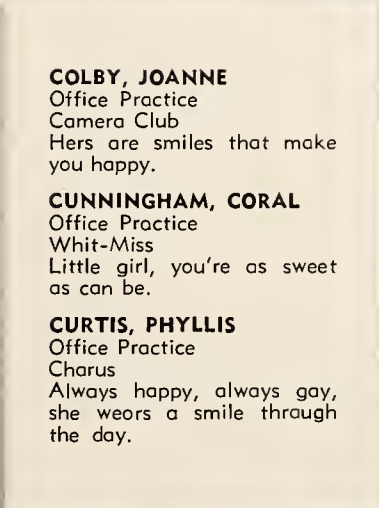 COLBY, JOANNE
Office Practice
Camera Club
Hers are smiles that make
you happy.
CUNNINGHAM, CORAL
Office Practice
Whit-Miss
Little girl, you're as sweet
as can be.
CURTIS, PHYLLIS
Office Practice
Charus
Always happy, always gay,
she weors a smile through
the day.